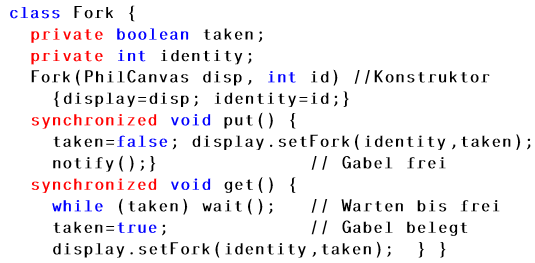 class Fork {
  private boolean taken;
  private int identity;
  Fork(PhilCanvas disp, int id) //Konstruktor
    {display=disp; identity=id;}
  synchronized void put() {
    taken=false; display.setFork(identity,taken);
    notify();}              // Gabel frei
  synchronized void get() {
    while (taken) wait();   // Warten bis frei
    taken=true;             // Gabel belegt
    display.setFork(identity,taken);  } }